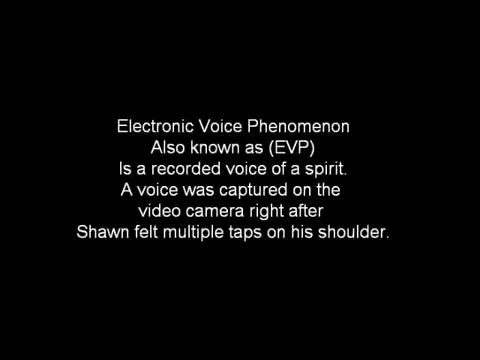 Electronic Voice Phenomenon
Also known as (EVP)
Is a recorded voice of a spirit.
A voice was captured on the
video camera right after
Shawn felt multiple taps on his shoulder.